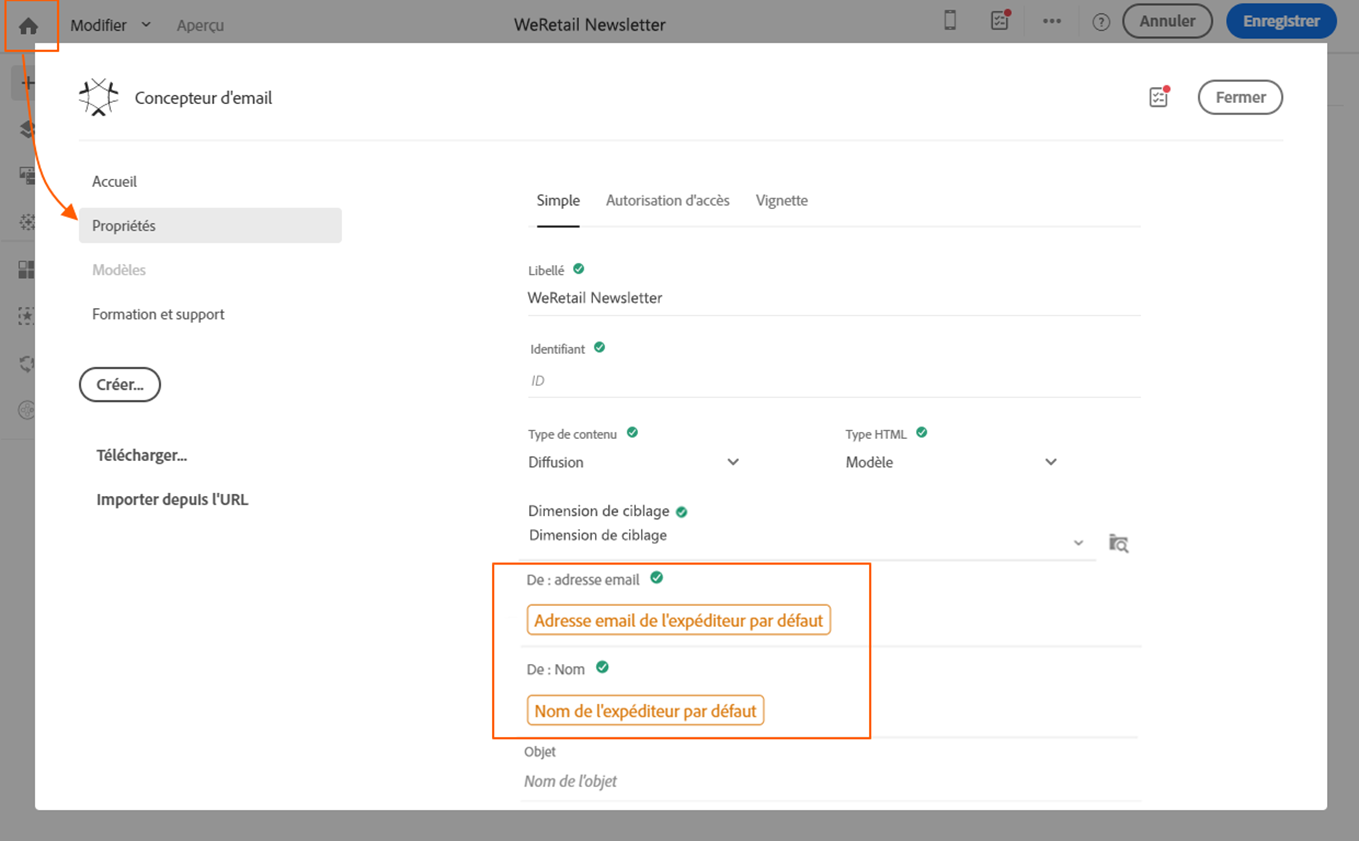 Modifier
Aperçu
WeRetail Newsletter
Annuler
Enregistrer
Concepteur d'email
Fermer
Accueil
Propriétés
Modèles
Formation et support
Créer...
Télécharger...
Importer depuis l'URL
Simple
Autorisation d'accès
Vignette
Libellé
WeRetail Newsletter
Identifiant
ID
Type de contenu
Type HTML
Diffusion
Modèle
Dimension de ciblage
Dimension de ciblage
De : adresse email
Adresse email de l'expéditeur par défaut
De : Nom
Nom de l'expéditeur par défaut
Objet
Nom de l'objet